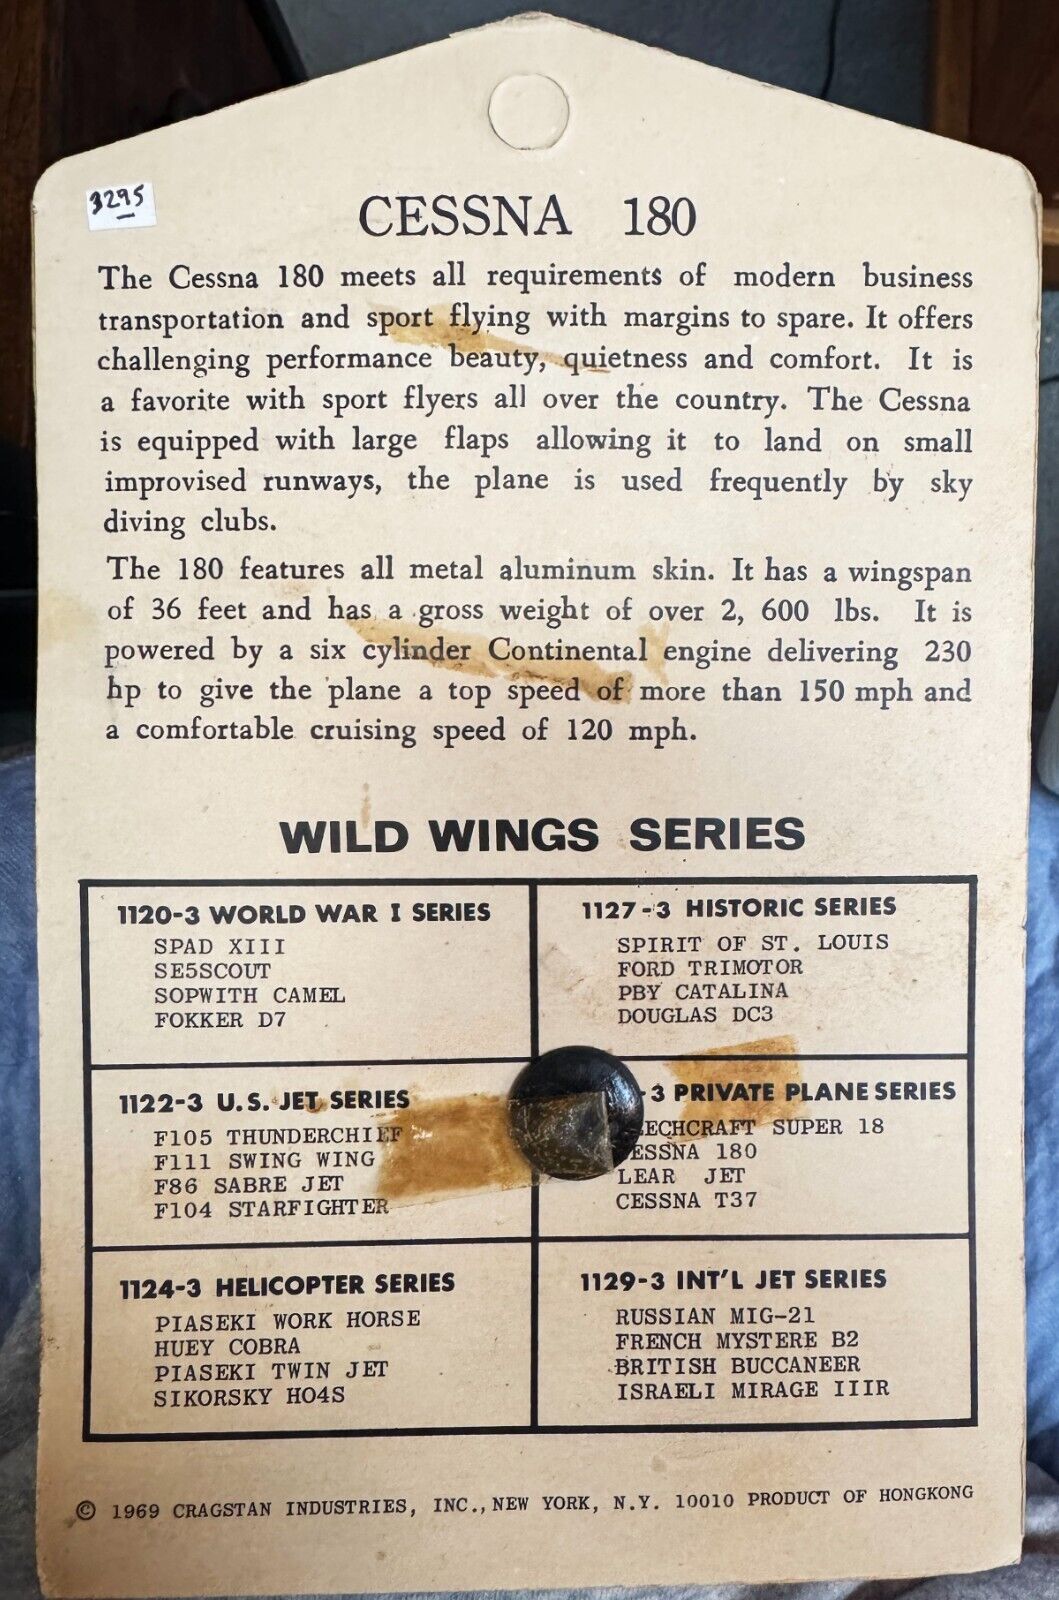 3295
CESSNA 180
The Cessna 180 meets all requirements of modern business
transportation and sport flying with margins to spare. It offers
challenging performance beauty, quietness and comfort. It is
a favorite with sport flyers all over the country. The Cessna
is equipped with large flaps allowing it to land on small
improvised runways, the plane is used frequently by sky
diving clubs.
The 180 features all metal aluminum skin. It has a wingspan
of 36 feet and has a gross weight of over 2, 600 lbs. It is
powered by a six cylinder Continental engine delivering 230
hp to give the plane a top speed of more than 150 mph and
a comfortable cruising speed of 120 mph.
WILD WINGS SERIES
1120-3 WORLD WAR I SERIES
SPAD XIII
SE5SCOUT
SOPWITH CAMEL
FOKKER D7
1127-3 HISTORIC SERIES
SPIRIT OF ST. LOUIS
FORD TRIMOTOR
PBY CATALINA
DOUGLAS DC3
1122-3 U.S. JET SERIES
F105 THUNDERCHIEF
F111 SWING WING
F86 SABRE JET
F104 STARFIGHTER
-3 PRIVATE PLANE SERIES
ECHCRAFT SUPER 18
ESSNA 180
LEAR JET
CESSNA T37
1124-3 HELICOPTER SERIES
PIASEKI WORK HORSE
HUEY COBRA
PIASEKI TWIN JET
SIKORSKY HO4S
1129-3 INT'L JET SERIES
RUSSIAN MIG-21
FRENCH MYSTERE B2
BRITISH BUCCANEER
ISRAELI MIRAGE IIIR
© 1969 CRAGSTAN INDUSTRIES, INC., NEW YORK, N.Y. 10010 PRODUCT OF HONGKONG